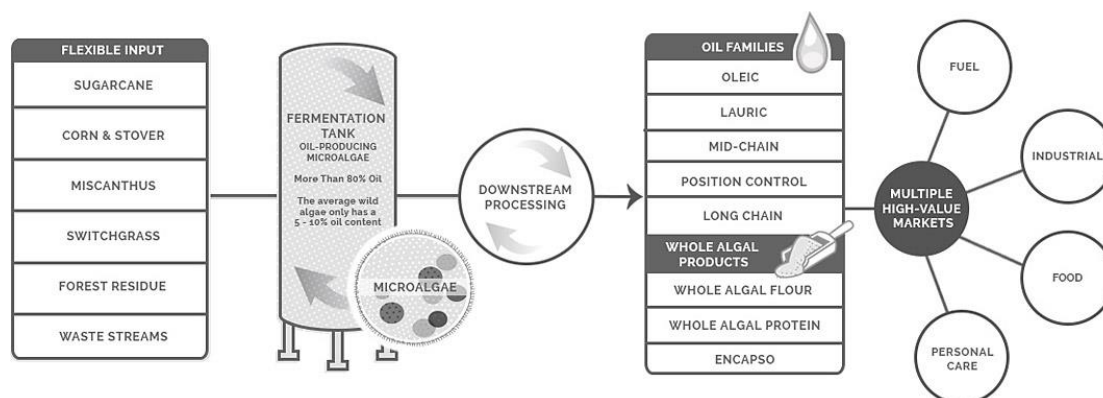 FLEXIBLE INPUT
SUGARCANE
CORN & STOVER
MISCANTHUS
SWITCHGRASS
FOREST RESIDUE
WASTE STREAMS
FERMENTATION
TANK
OIL-PRODUCING
MICROALGAE
More Than 80% Oil
The average wild
algae only has a
5 - 10% oil content
MICROALGAE
DOWNSTREAM
PROCESSING
OIL FAMILIES
OLEIC
LAURIC
MID-CHAIN
POSITION CONTROL
LONG CHAIN
WHOLE ALGAL
PRODUCTS
WHOLE ALGAL FLOUR
WHOLE ALGAL PROTEIN
ENCAPSO
MULTIPLE
HIGH-VALUE
MARKETS
FUEL
INDUSTRIAL
FOOD
PERSONAL
CARE